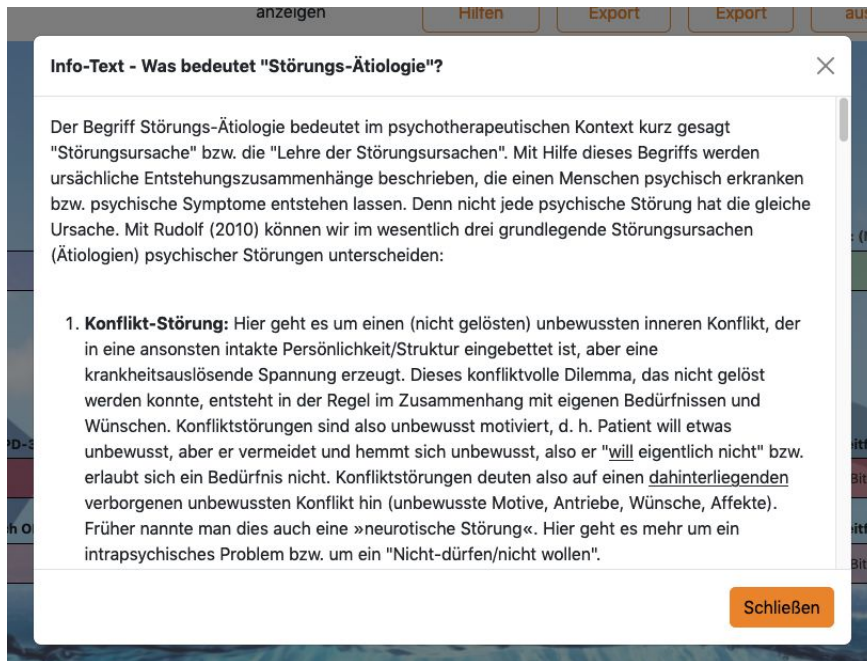 anzeigen Hilfen Export Export aus
Info-Text - Was bedeutet "Störungs-Ätiologie"?
Der Begriff Störungs-Ätiologie bedeutet im psychotherapeutischen Kontext kurz gesagt
"Störungsursache" bzw. die "Lehre der Störungsursachen". Mit Hilfe dieses Begriffs werden
ursächliche Entstehungszusammenhänge beschrieben, die einen Menschen psychisch erkranken
bzw. psychische Symptome entstehen lassen. Denn nicht jede psychische Störung hat die gleiche
Ursache. Mit Rudolf (2010) können wir im wesentlich drei grundlegende Störungsursachen
(Ätiologien) psychischer Störungen unterscheiden:
1. Konflikt-Störung: Hier geht es um einen (nicht gelösten) unbewussten inneren Konflikt, der
in eine ansonsten intakte Persönlichkeit/Struktur eingebettet ist, aber eine
krankheitsauslösende Spannung erzeugt. Dieses konfliktvolle Dilemma, das nicht gelöst
werden konnte, entsteht in der Regel im Zusammenhang mit eigenen Bedürfnissen und
Wünschen. Konfliktstörungen sind also unbewusst motiviert, d. h. Patient will etwas
unbewusst, aber er vermeidet und hemmt sich unbewusst, also er "will eigentlich nicht" bzw.
erlaubt sich ein Bedürfnis nicht. Konfliktstörungen deuten also auf einen dahinterliegenden
verborgenen unbewussten Konflikt hin (unbewusste Motive, Antriebe, Wünsche, Affekte).
Früher nannte man dies auch eine »neurotische Störung«. Hier geht es mehr um ein
intrapsychisches Problem bzw. um ein "Nicht-dürfen/nicht wollen".
Schließen